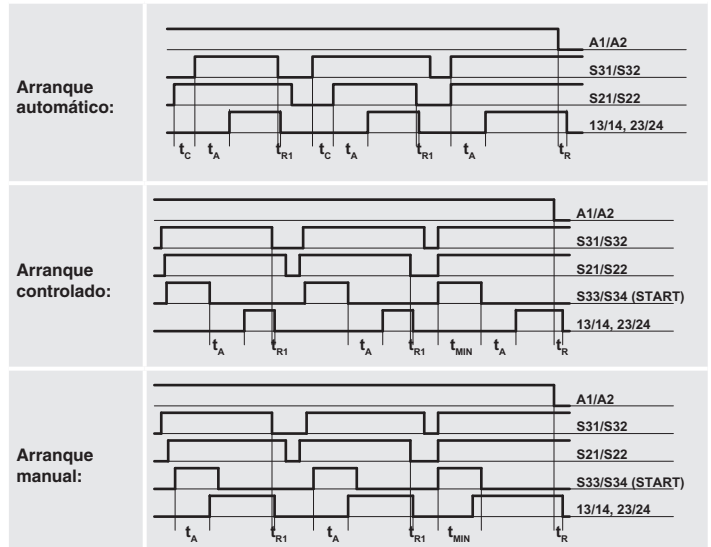 Arranque
automático:
A1/A2
S31/S32
S21/S22
13/14, 23/24
tC tA tR1 tC tA tR1 tA tR
Arranque
controlado:
A1/A2
S31/S32
S21/S22
S33/S34 (START)
13/14, 23/24
tA tR1 tA tR1 tMIN tA tR
Arranque
manual:
A1/A2
S31/S32
S21/S22
S33/S34 (START)
13/14, 23/24
tA tR1 tA tR1 tMIN tR